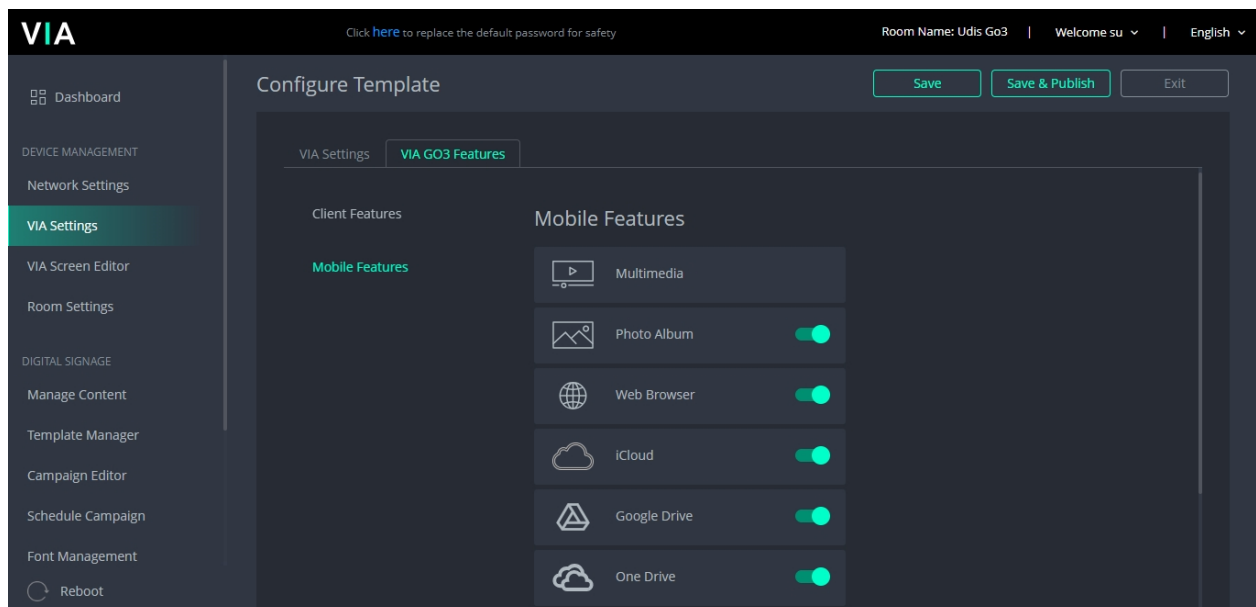 VIA
Click here to replace the default password for safety
Room Name: Udis Go3 | Welcome su | English
Dashboard
DEVICE MANAGEMENT
Network Settings
VIA Settings
VIA Screen Editor
Room Settings
DIGITAL SIGNAGE
Manage Content
Template Manager
Campaign Editor
Schedule Campaign
Font Management
Reboot
Configure Template
Save
Save & Publish
Exit
VIA Settings
VIA GO3 Features
Client Features
Mobile Features
Mobile Features
Multimedia
Photo Album
Web Browser
iCloud
Google Drive
One Drive